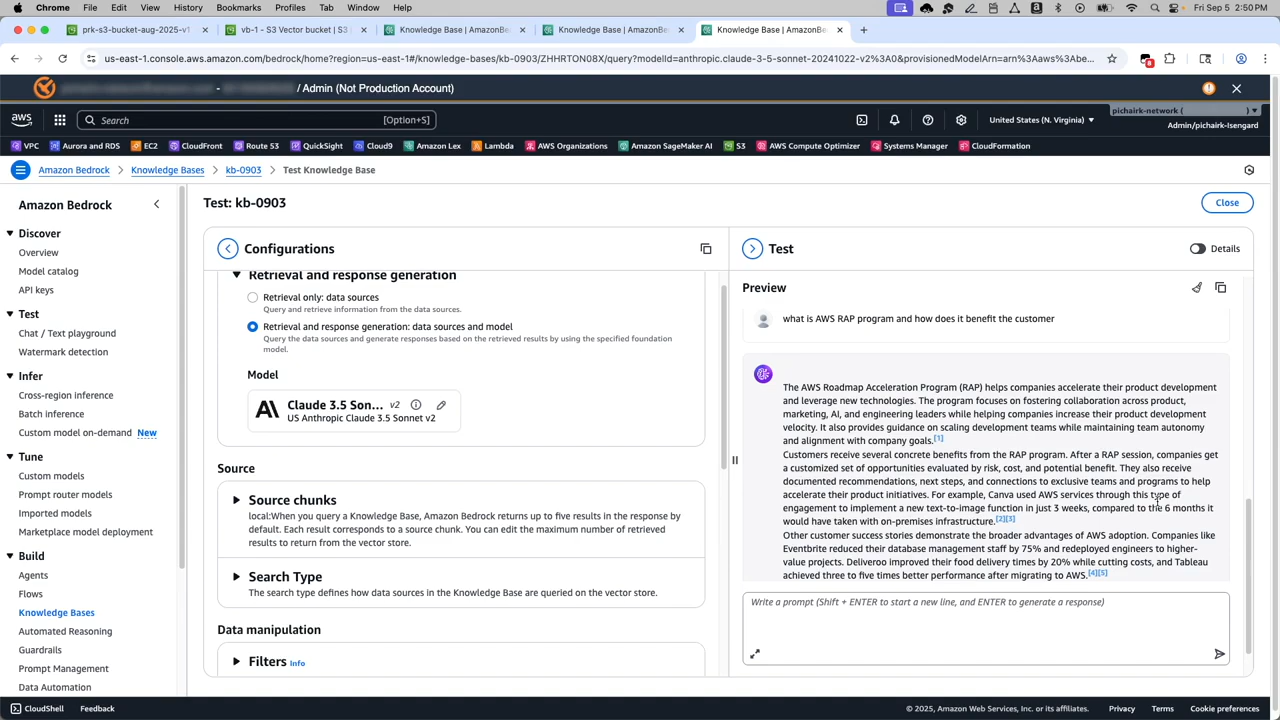 Chrome File Edit View History Bookmarks Profiles Tab Window Help Fri Sep 5 2:50 PM
prk-s3-bucket-aug-2025-v1 vb-1 - S3 Vector bucket | S3 Knowledge Base | AmazonBe Knowledge Base | AmazonBe Knowledge Base | AmazonBe
us-east-1.console.aws.amazon.com/bedrock/home?region=us-east-1#/knowledge-bases/kb-0903/ZHHRTON08X/query?modelId=anthropic.claude-3-5-sonnet-20241022-v2%3A0&provisionedModelArn=arn%3Aaws%3Abe...
- / Admin (Not Production Account)
aws Search [Option+S] United States (N. Virginia) pichairk-network (
Admin/pichairk-Isengard
VPC Aurora and RDS EC2 CloudFront Route 53 QuickSight Cloud9 Amazon Lex Lambda AWS Organizations Amazon SageMaker AI S3 AWS Compute Optimizer Systems Manager CloudFormation
Amazon Bedrock Knowledge Bases kb-0903 Test Knowledge Base
Amazon Bedrock
Discover
Overview
Model catalog
API keys
Test
Chat / Text playground
Watermark detection
Infer
Cross-region inference
Batch inference
Custom model on-demand New
Tune
Custom models
Prompt router models
Imported models
Marketplace model deployment
Build
Agents
Flows
Knowledge Bases
Automated Reasoning
Guardrails
Prompt Management
Data Automation
Test: kb-0903
Close
Configurations
Retrieval and response generation
Retrieval only: data sources
Query and retrieve information from the data sources.
Retrieval and response generation: data sources and model
Query the data sources and generate responses based on the retrieved results by using the specified foundation
model.
Model
Claude 3.5 Son... v2
US Anthropic Claude 3.5 Sonnet v2
Source
Source chunks
local:When you query a Knowledge Base, Amazon Bedrock returns up to five results in the response by
default. Each result corresponds to a source chunk. You can edit the maximum number of retrieved
results to return from the vector store.
Search Type
The search type defines how data sources in the Knowledge Base are queried on the vector store.
Data manipulation
Filters Info
Test
Details
Preview
what is AWS RAP program and how does it benefit the customer
The AWS Roadmap Acceleration Program (RAP) helps companies accelerate their product development
and leverage new technologies. The program focuses on fostering collaboration across product,
marketing, AI, and engineering leaders while helping companies increase their product development
velocity. It also provides guidance on scaling development teams while maintaining team autonomy
and alignment with company goals.[1]
Customers receive several concrete benefits from the RAP program. After a RAP session, companies get
a customized set of opportunities evaluated by risk, cost, and potential benefit. They also receive
documented recommendations, next steps, and connections to exclusive teams and programs to help
accelerate their product initiatives. For example, Canva used AWS services through this type of
engagement to implement a new text-to-image function in just 3 weeks, compared to the 6 months it
would have taken with on-premises infrastructure.[2][3]
Other customer success stories demonstrate the broader advantages of AWS adoption. Companies like
Eventbrite reduced their database management staff by 75% and redeployed engineers to higher-
value projects. Deliveroo improved their food delivery times by 20% while cutting costs, and Tableau
achieved three to five times better performance after migrating to AWS.[4][5]
Write a prompt (Shift + ENTER to start a new line, and ENTER to generate a response)
CloudShell Feedback © 2025, Amazon Web Services, Inc. or its affiliates. Privacy Terms Cookie preferences